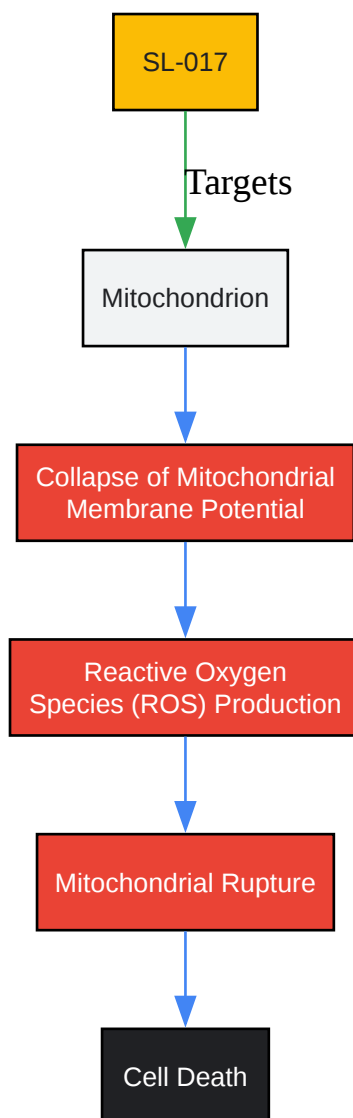 SL-017
Targets
Mitochondrion
Collapse of Mitochondrial
Membrane Potential
Reactive Oxygen
Species (ROS) Production
Mitochondrial Rupture
Cell Death